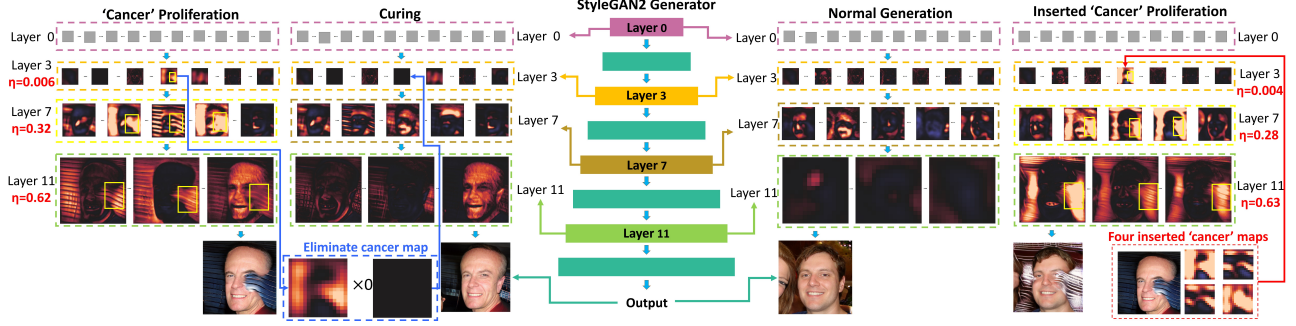 'Cancer' Proliferation
Layer 0
Layer 3
η=0.006
Layer 7
η=0.32
Layer 11
η=0.62
Curing
Eliminate cancer map
×0
StyleGAN2 Generator
Layer 0
Layer 0
Layer 3
Layer 3
Layer 7
Layer 7
Layer 11
Layer 11
Output
Normal Generation
Layer 0
Layer 3
Layer 7
Layer 11
Inserted 'Cancer' Proliferation
Layer 0
Layer 3
η=0.004
Layer 7
η=0.28
Layer 11
η=0.63
Four inserted 'cancer' maps